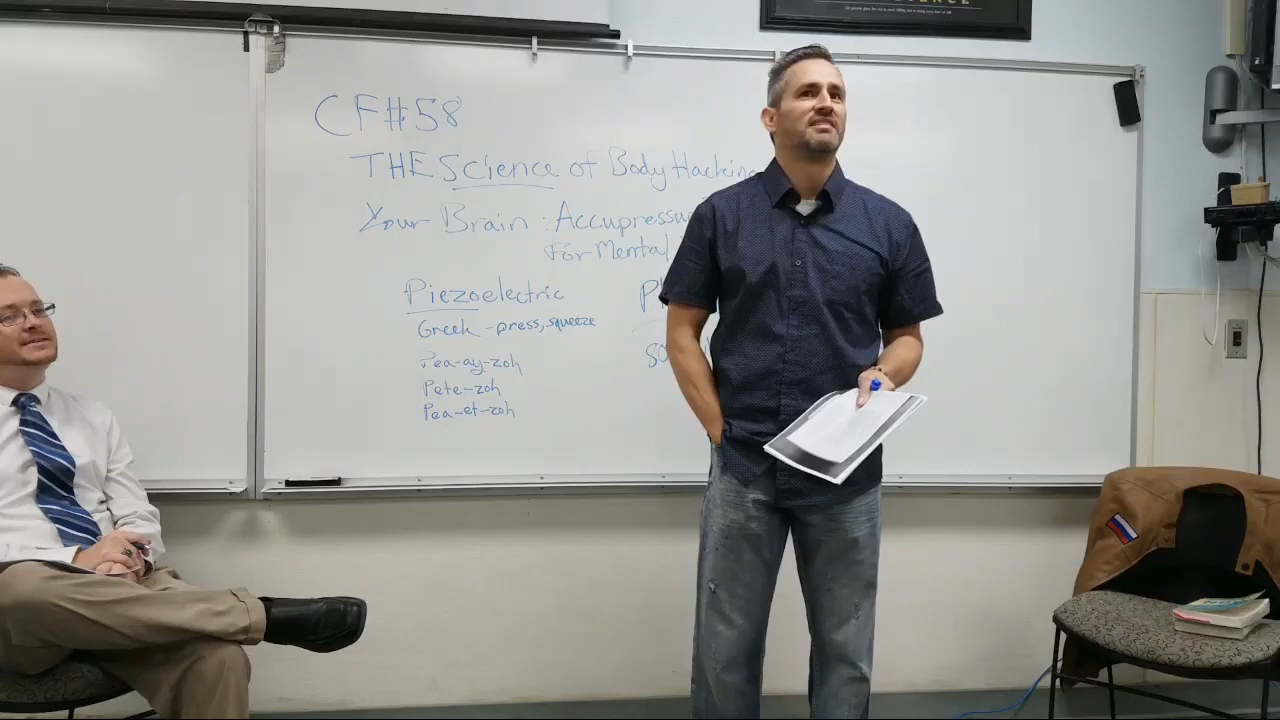 CF#58
THE Science of Body Hacking
Your Brain: Accupressu
For Mental
Piezoelectric
Greek - press, squeeze
Pea-ay-zoh
Pete-zoh
Pea-et-zoh